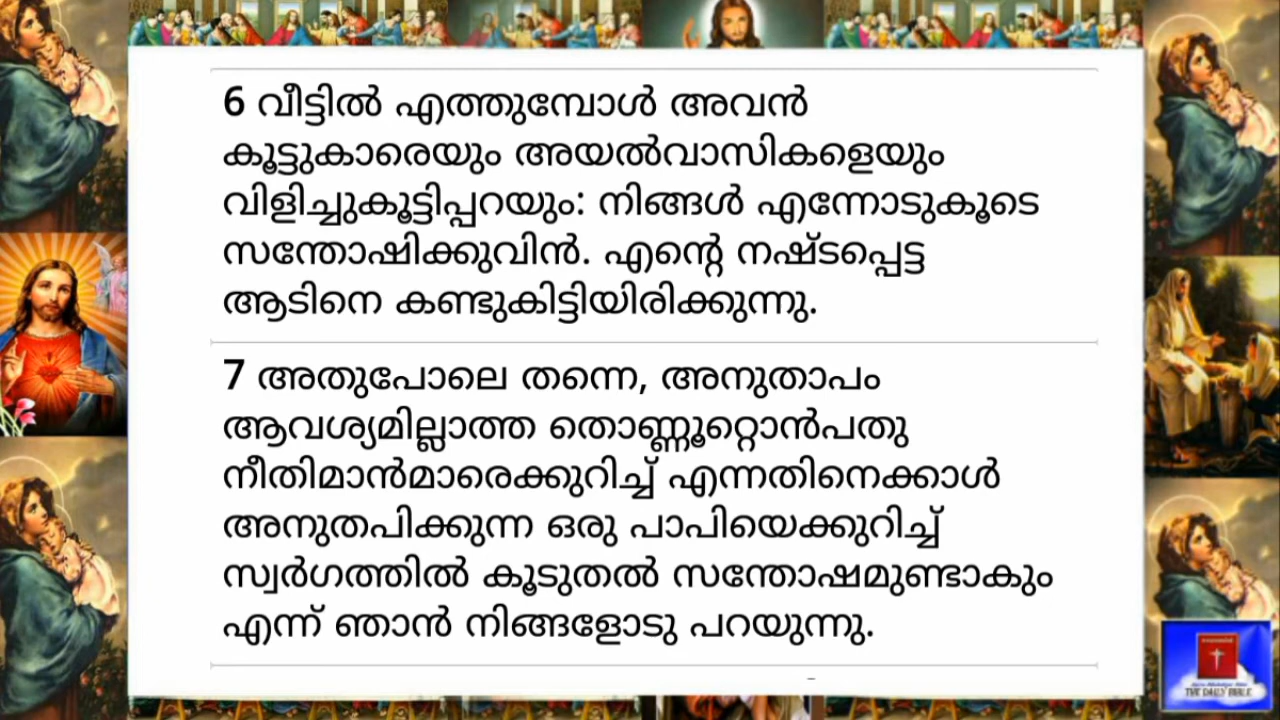 6 വീട്ടിൽ എത്തുമ്പോൾ അവൻ
കൂട്ടുകാരെയും അയൽവാസികളെയും
വിളിച്ചുകൂട്ടിപ്പറയും: നിങ്ങൾ എന്നോടുകൂടെ
സന്തോഷിക്കുവിൻ. എന്റെ നഷ്ടപ്പെട്ട
ആടിനെ കണ്ടുകിട്ടിയിരിക്കുന്നു.
7 അതുപോലെ തന്നെ, അനുതാപം
ആവശ്യമില്ലാത്ത തൊണ്ണൂറ്റൊൻപതു
നീതിമാൻമാരെക്കുറിച്ച് എന്നതിനെക്കാൾ
അനുതപിക്കുന്ന ഒരു പാപിയെക്കുറിച്ച്
സ്വർഗത്തിൽ കൂടുതൽ സന്തോഷമുണ്ടാകും
എന്ന് ഞാൻ നിങ്ങളോടു പറയുന്നു.
THE DAILY BIBLE